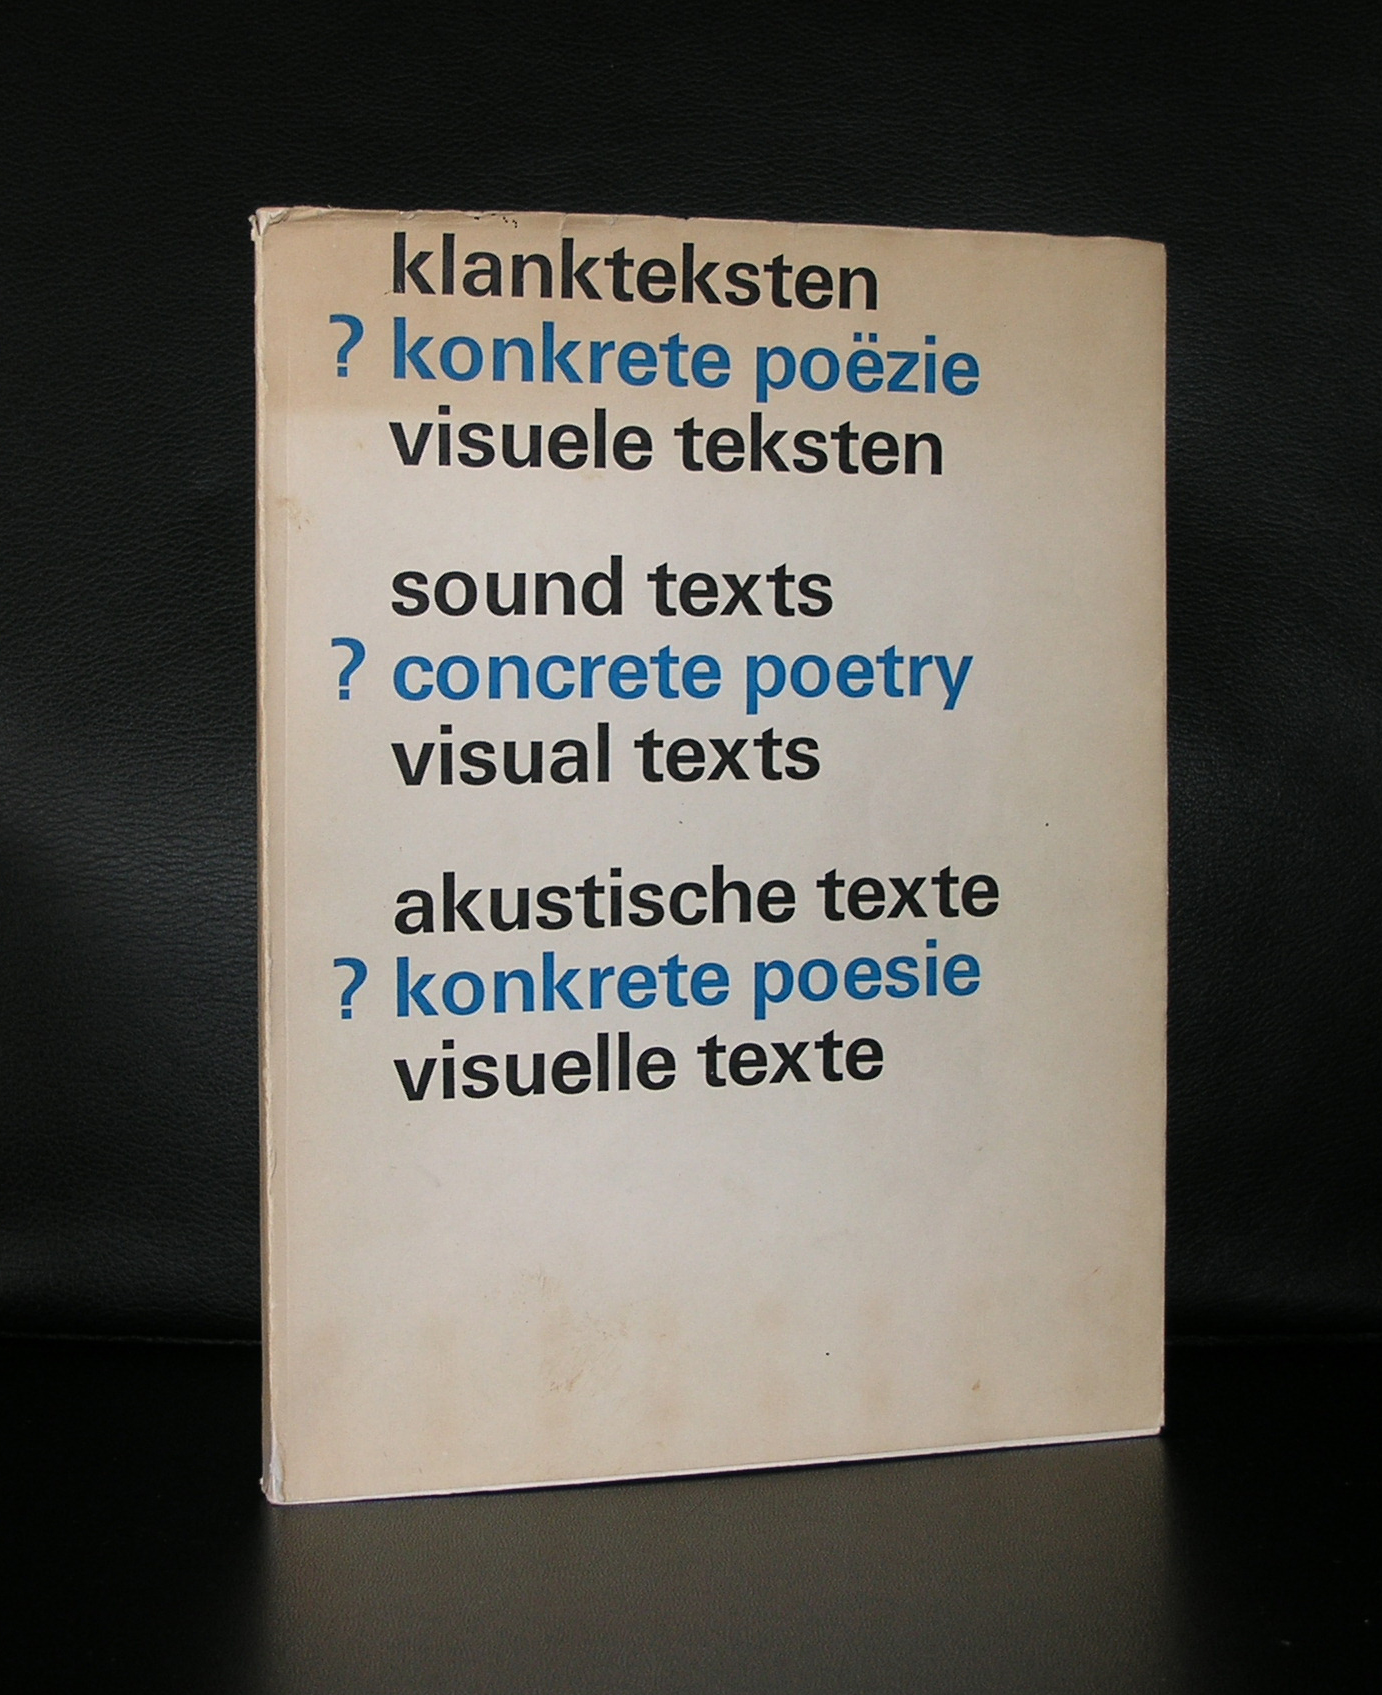 klankteksten
? konkrete poëzie
visuele teksten
sound texts
? concrete poetry
visual texts
akustische texte
? konkrete poesie
visuelle texte